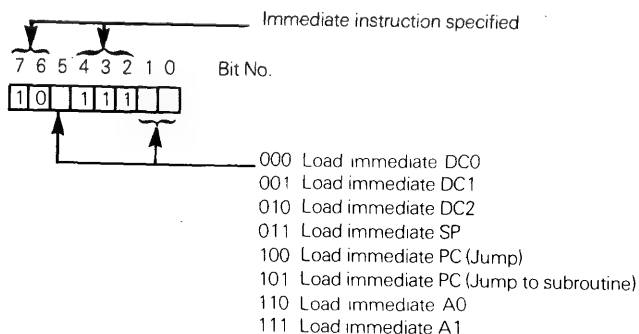 Immediate instruction specified
7 6 5 4 3 2 1 0 Bit No.
1 0 1 1 1
000 Load immediate DC0
001 Load immediate DC1
010 Load immediate DC2
011 Load immediate SP
100 Load immediate PC (Jump)
101 Load immediate PC (Jump to subroutine)
110 Load immediate A0
111 Load immediate A1